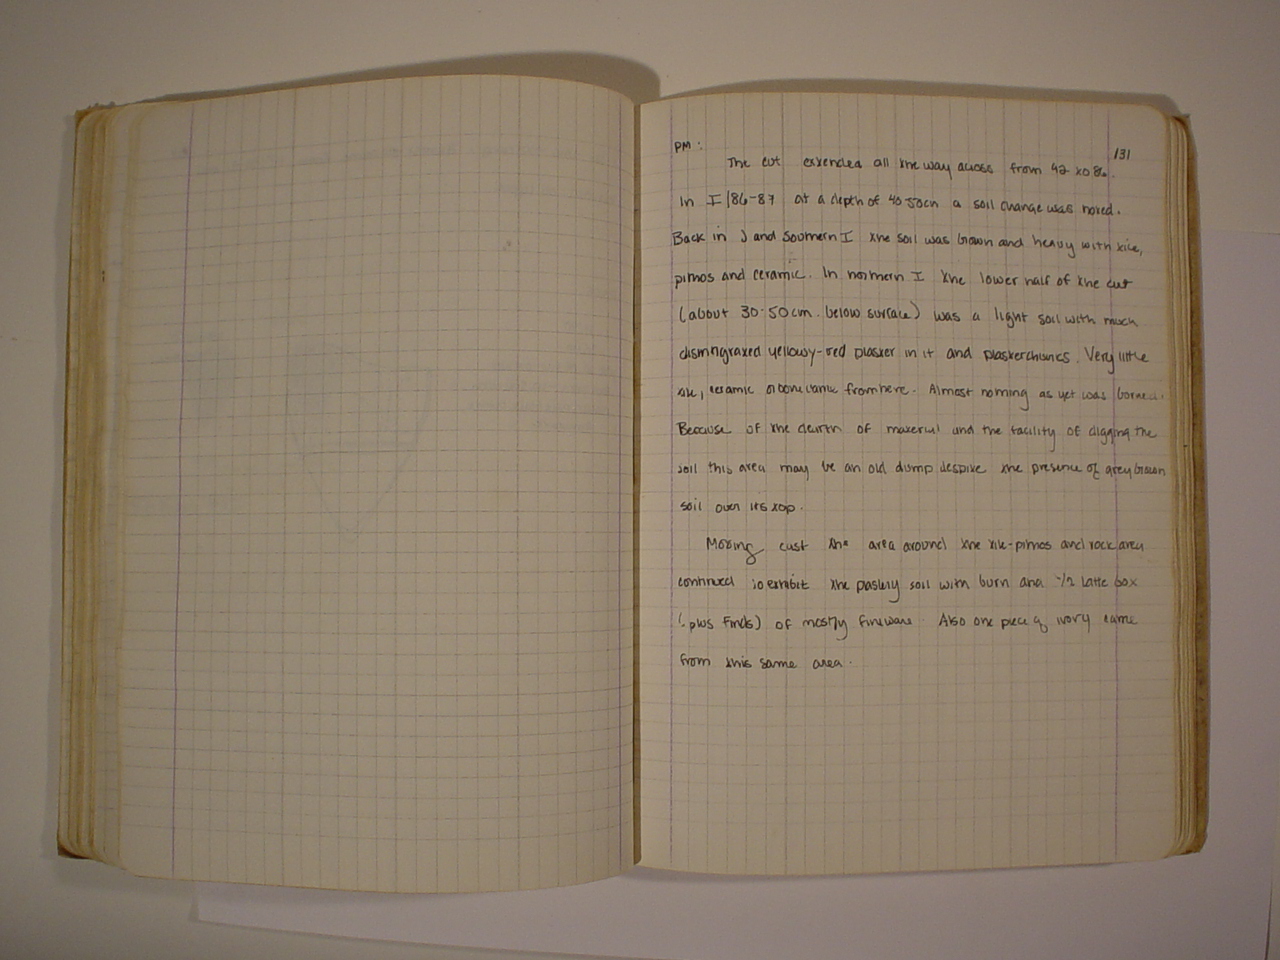 131
PM:
The cut extended all the way across from 42 to 86.
In I/86-87 at a depth of 40-50cm a soil change was noted.
Back in J and Southern I the soil was brown and heavy with tile,
pithos and ceramic. In northern I the lower half of the cut
(about 30-50cm. below surface) was a light soil with much
disintigrated yellowy-red plaster in it and plaster chunks. Very little
tile, ceramic or bone came from here. Almost nothing as yet was burned.
Because of the dearth of material and the facility of digging the
soil this area may be an old dump despite the presence of grey brown
soil over its top.
Moving east the area around the tile-pithos and rock area
continued to exhibit the soil with burn and ~1/2 latte box
(plus finds) of mostly fineware. Also one piece of ivory came
from this same area.